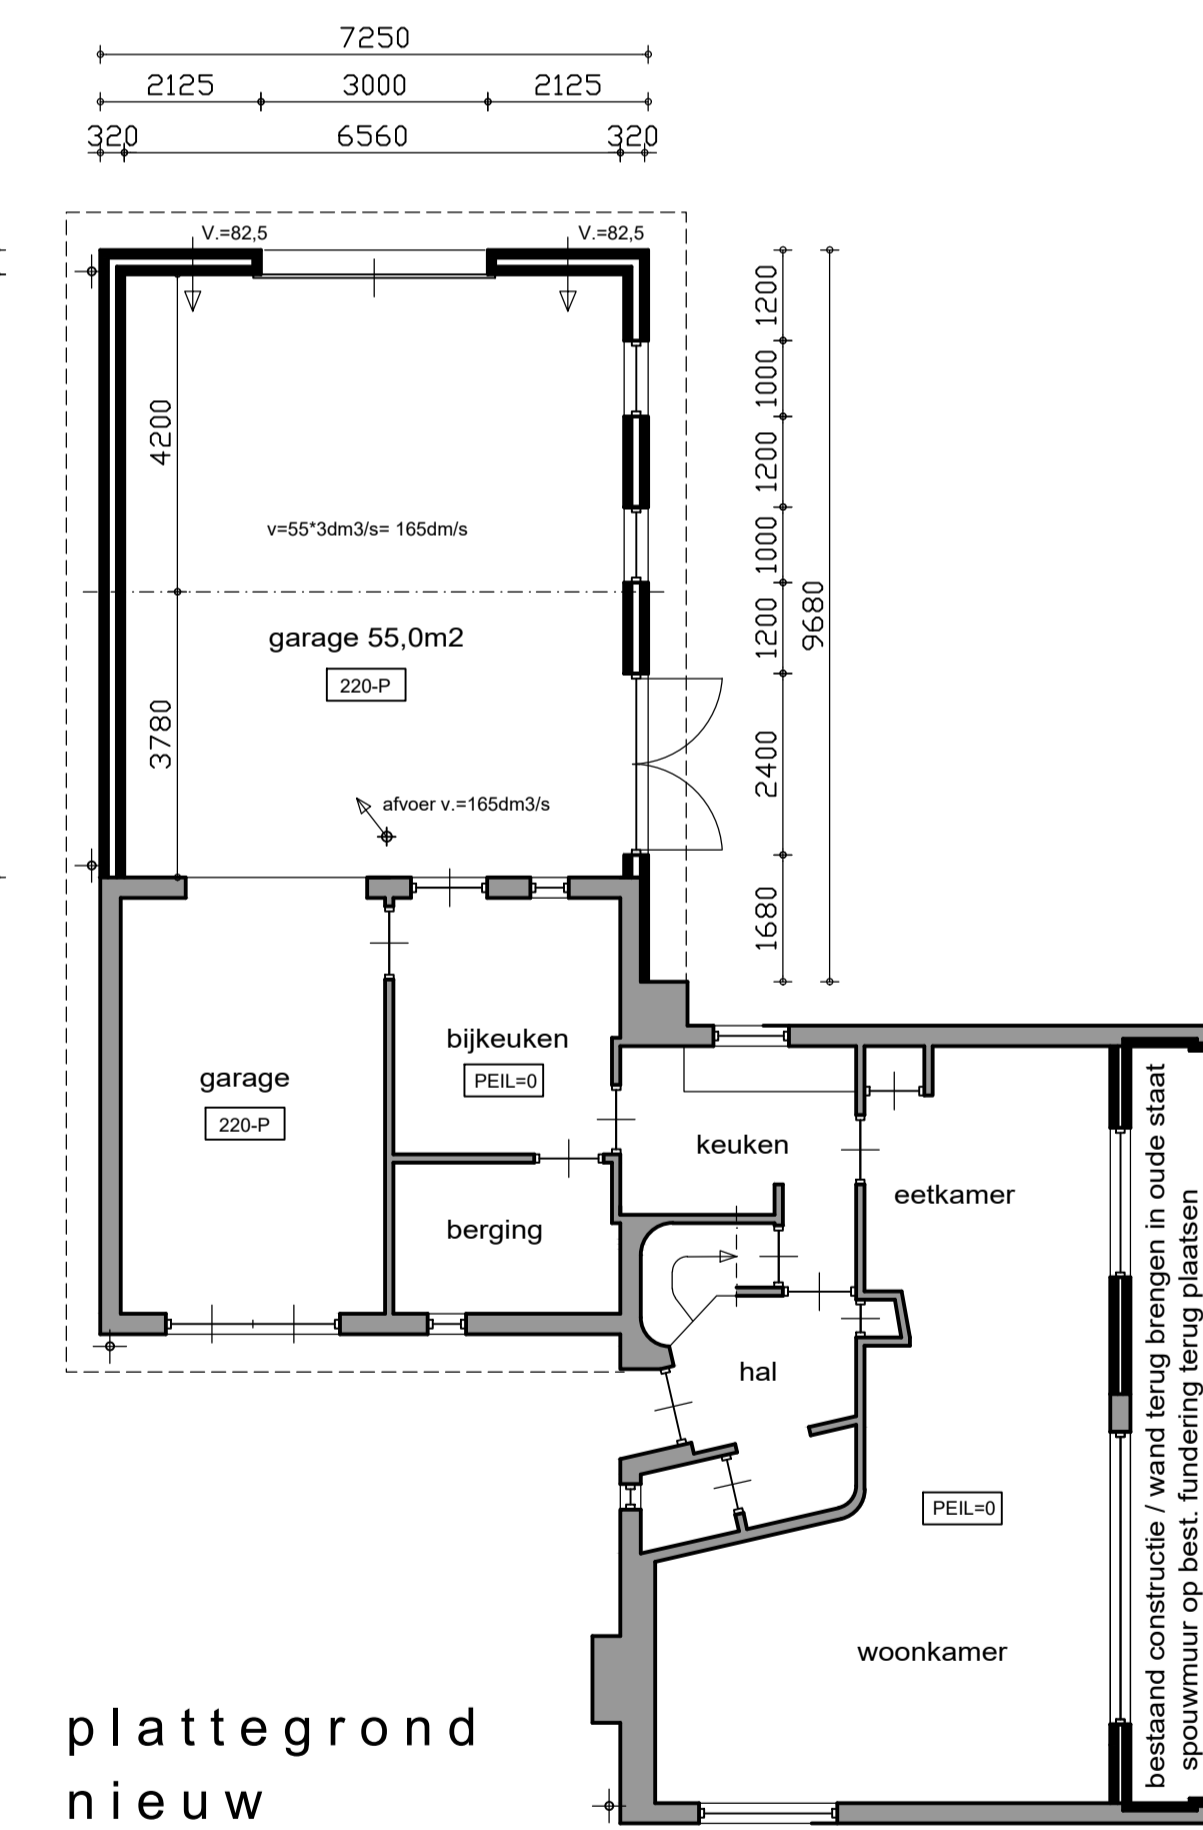 7250
2125 3000 2125
320 6560 320
V.=82,5 V.=82,5
1200
1000
4200
1200
v=55*3dm3/s= 165dm/s
1000
9680
1200
garage 55,0m2
220-P
3780
2400
afvoer v.=165dm3/s
1680
bijkeuken
PEIL=0
garage
220-P
keuken
eetkamer
berging
hal
PEIL=0
woonkamer
bestaand constructie / wand terug brengen in oude staat
spouwmuur op best. fundering terug plaatsen
plattegrond
nieuw